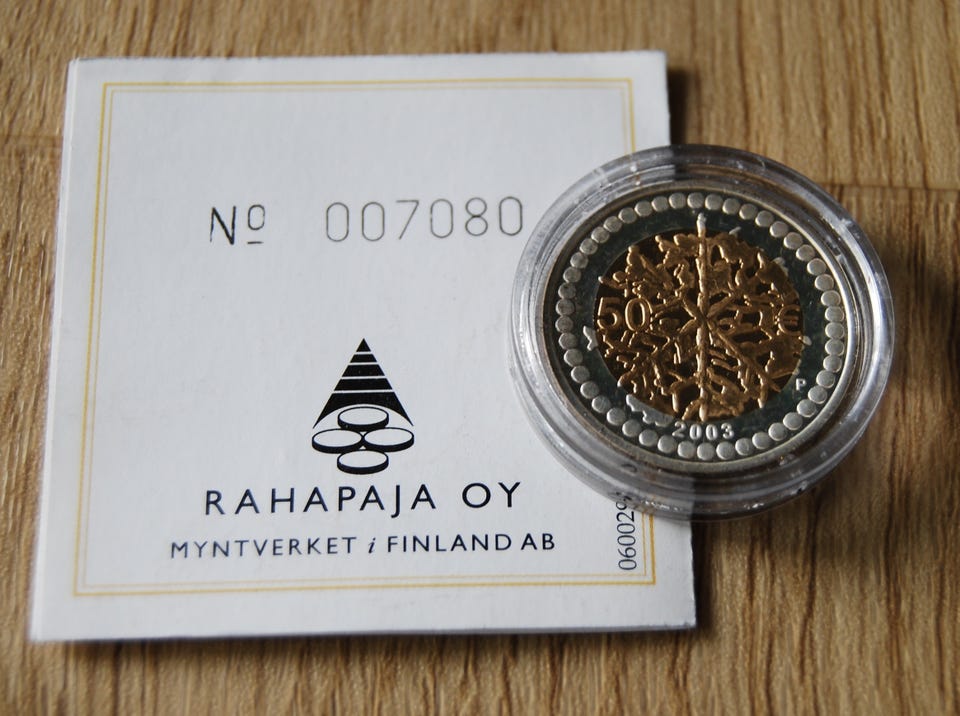 Nº 007080
RAHAPAJA OY
MYNTVERKET i FINLAND AB
50 €
P
2003